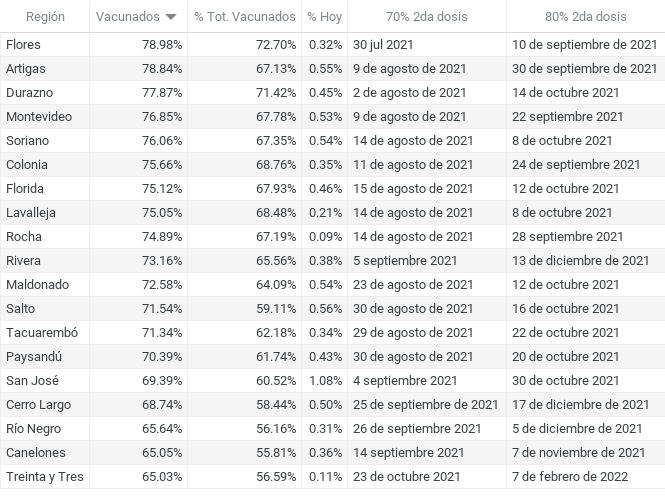 Región Vacunados % Tot. Vacunados % Hoy 70% 2da dosis 80% 2da dosis
Flores 78.98% 72.70% 0.32% 30 jul 2021 10 de septiembre de 2021
Artigas 78.84% 67.13% 0.55% 9 de agosto de 2021 30 de septiembre de 2021
Durazno 77.87% 71.42% 0.45% 2 de agosto de 2021 14 de octubre 2021
Montevideo 76.85% 67.78% 0.53% 9 de agosto de 2021 22 septiembre 2021
Soriano 76.06% 67.35% 0.54% 14 de agosto de 2021 8 de octubre 2021
Colonia 75.66% 68.76% 0.35% 11 de agosto de 2021 24 de septiembre 2021
Florida 75.12% 67.93% 0.46% 15 de agosto de 2021 12 de octubre 2021
Lavalleja 75.05% 68.48% 0.21% 14 de agosto de 2021 8 de octubre 2021
Rocha 74.89% 67.19% 0.09% 14 de agosto de 2021 28 septiembre 2021
Rivera 73.16% 65.56% 0.38% 5 septiembre 2021 13 de diciembre de 2021
Maldonado 72.58% 64.09% 0.54% 23 de agosto de 2021 12 de octubre 2021
Salto 71.54% 59.11% 0.56% 30 de agosto de 2021 16 de octubre 2021
Tacuarembó 71.34% 62.18% 0.34% 29 de agosto de 2021 22 de octubre 2021
Paysandú 70.39% 61.74% 0.43% 30 de agosto de 2021 20 de octubre 2021
San José 69.39% 60.52% 1.08% 4 septiembre 2021 30 de octubre 2021
Cerro Largo 68.74% 58.44% 0.50% 25 de septiembre de 2021 17 de diciembre de 2021
Río Negro 65.64% 56.16% 0.31% 26 de septiembre 2021 5 de diciembre de 2021
Canelones 65.05% 55.81% 0.36% 14 septiembre 2021 7 de noviembre de 2021
Treinta y Tres 65.03% 56.59% 0.11% 23 de octubre 2021 7 de febrero de 2022